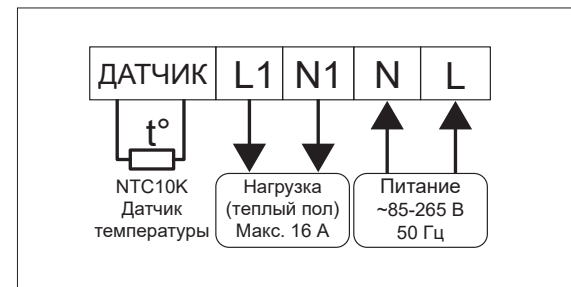 ДАТЧИК L1 N1 N L
t°
NTC10K
Датчик
температуры
Нагрузка
(теплый пол)
Макс. 16 А
Питание
~85-265 В
50 Гц